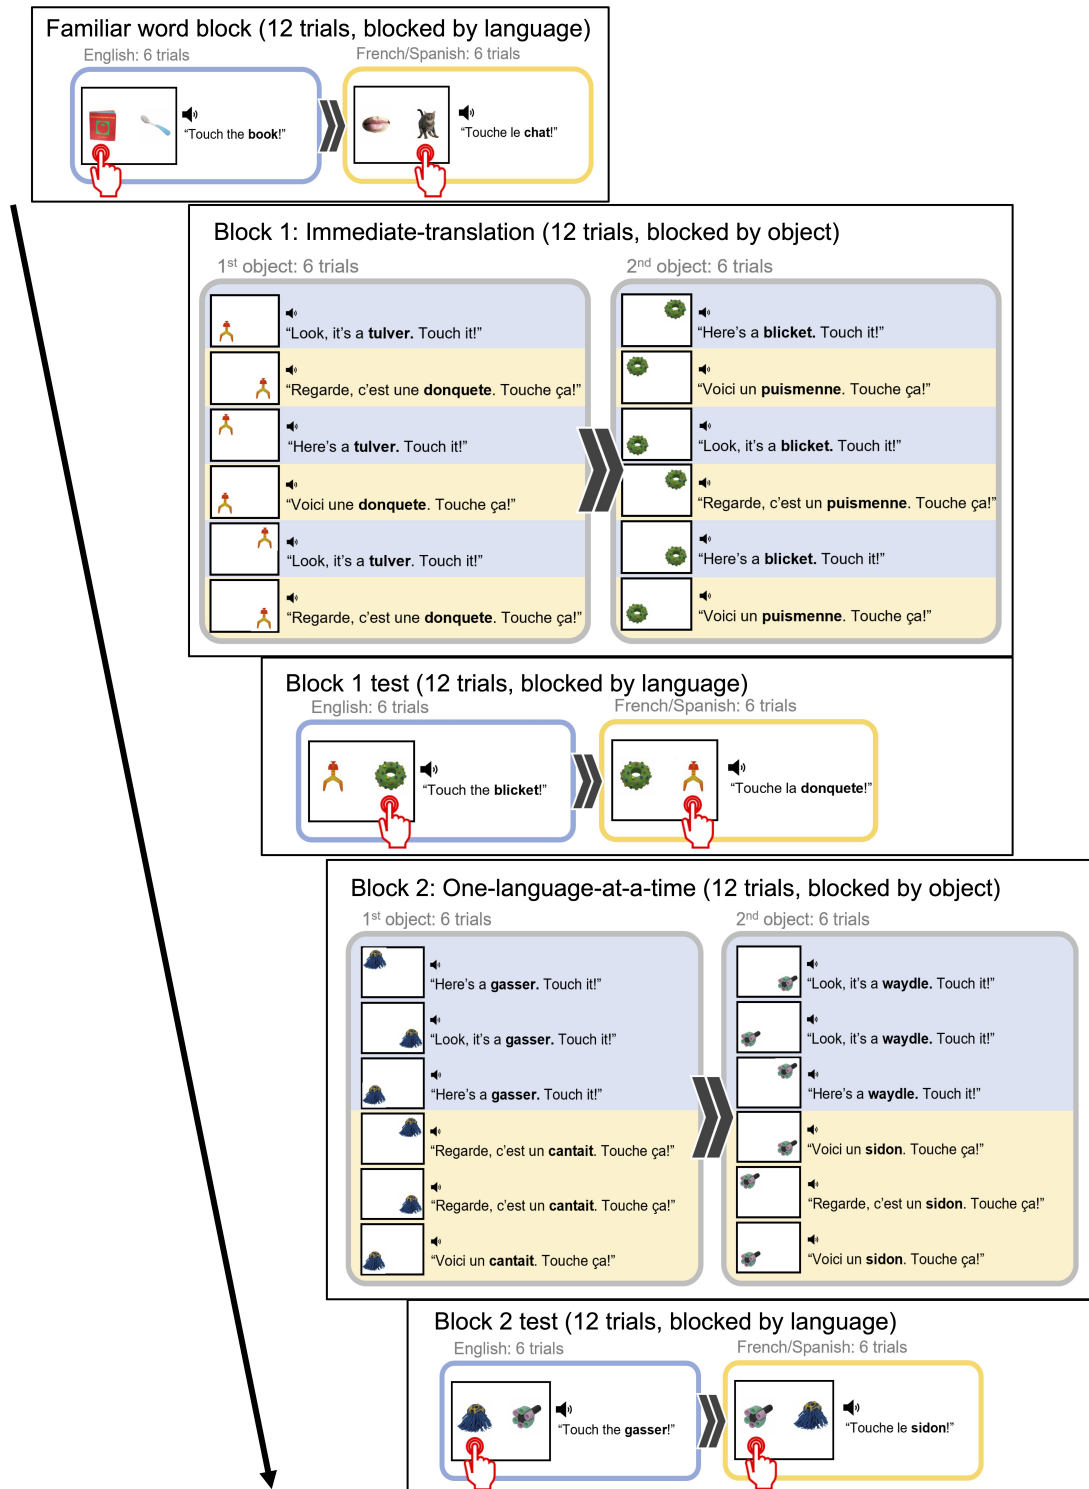 Familiar word block (12 trials, blocked by language)
English: 6 trials
French/Spanish: 6 trials
“Touch the book!”
“Touche le chat!”
Block 1: Immediate-translation (12 trials, blocked by object)
1st object: 6 trials
2nd object: 6 trials
“Look, it’s a tulver. Touch it!”
“Regarde, c’est une donquete. Touche ça!”
“Here’s a tulver. Touch it!”
“Voici une donquete. Touche ça!”
“Look, it’s a tulver. Touch it!”
“Regarde, c’est une donquete. Touche ça!”
“Here’s a blicket. Touch it!”
“Voici un puismenne. Touche ça!”
“Look, it’s a blicket. Touch it!”
“Regarde, c’est un puismenne. Touche ça!”
“Here’s a blicket. Touch it!”
“Voici un puismenne. Touche ça!”
Block 1 test (12 trials, blocked by language)
English: 6 trials
French/Spanish: 6 trials
“Touch the blicket!”
“Touche la donquete!”
Block 2: One-language-at-a-time (12 trials, blocked by object)
1st object: 6 trials
2nd object: 6 trials
“Here’s a gasser. Touch it!”
“Look, it’s a gasser. Touch it!”
“Here’s a gasser. Touch it!”
“Regarde, c’est un cantait. Touche ça!”
“Regarde, c’est un cantait. Touche ça!”
“Voici un cantait. Touche ça!”
“Look, it’s a waydle. Touch it!”
“Look, it’s a waydle. Touch it!”
“Here’s a waydle. Touch it!”
“Voici un sidon. Touche ça!”
“Regarde, c’est un sidon. Touche ça!”
“Voici un sidon. Touche ça!”
Block 2 test (12 trials, blocked by language)
English: 6 trials
French/Spanish: 6 trials
“Touch the gasser!”
“Touche le sidon!”